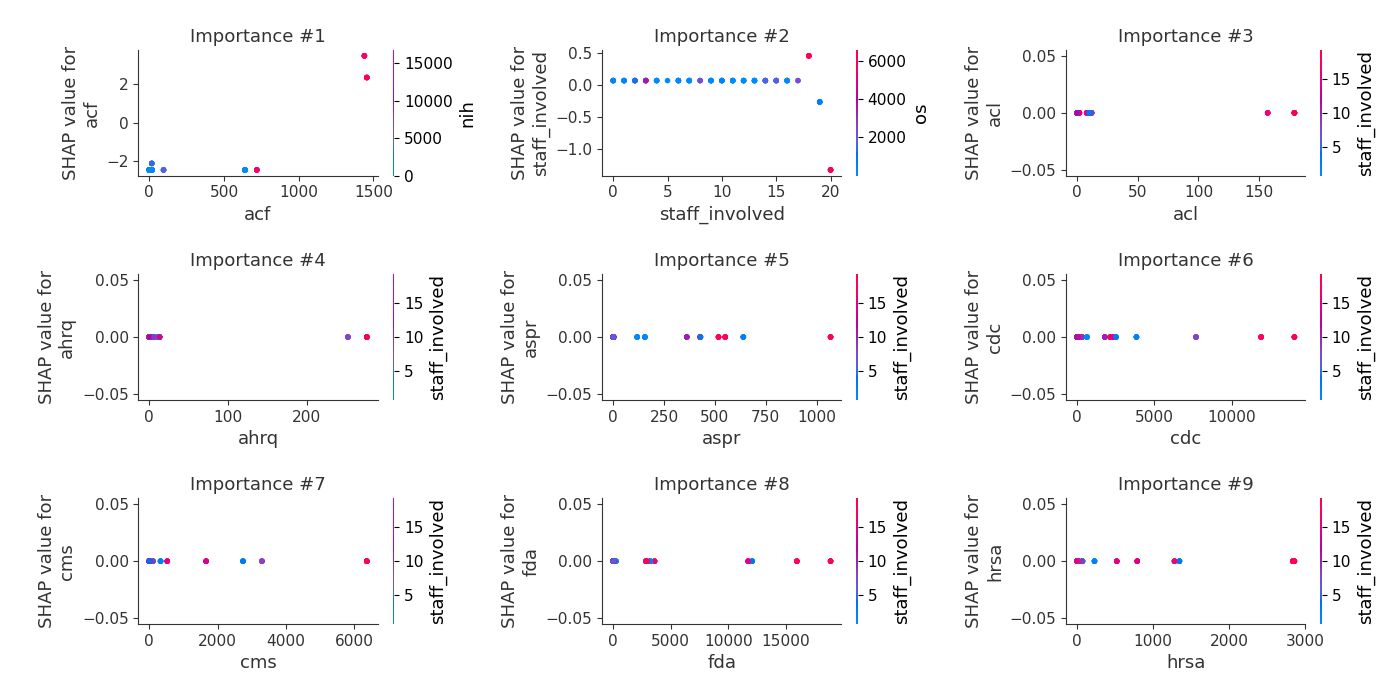 Importance #1
SHAP value for
acf
2
0
−2
0
500
1000
1500
acf
15000
10000
5000
0
nih
Importance #2
SHAP value for
staff_involved
0.5
0.0
−0.5
−1.0
0
5
10
15
20
staff_involved
6000
4000
2000
os
Importance #3
SHAP value for
acl
0.05
0.00
−0.05
0
50
100
150
acl
15
10
5
staff_involved
Importance #4
SHAP value for
ahrq
0.05
0.00
−0.05
0
100
200
ahrq
15
10
5
staff_involved
Importance #5
SHAP value for
aspr
0.05
0.00
−0.05
0
250
500
750
1000
aspr
15
10
5
staff_involved
Importance #6
SHAP value for
cdc
0.05
0.00
−0.05
0
5000
10000
cdc
15
10
5
staff_involved
Importance #7
SHAP value for
cms
0.05
0.00
−0.05
0
2000
4000
6000
cms
15
10
5
staff_involved
Importance #8
SHAP value for
fda
0.05
0.00
−0.05
0
5000
10000
15000
fda
15
10
5
staff_involved
Importance #9
SHAP value for
hrsa
0.05
0.00
−0.05
0
1000
2000
3000
hrsa
15
10
5
staff_involved